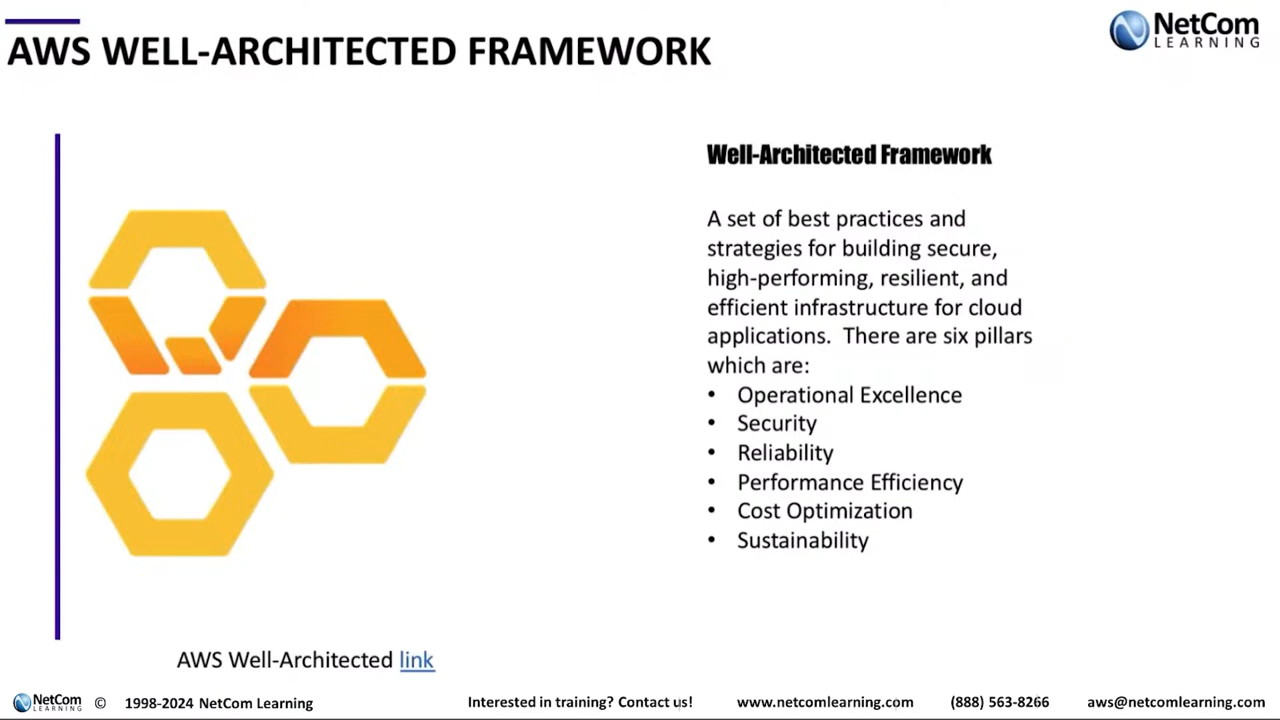 AWS WELL-ARCHITECTED FRAMEWORK
NetCom
LEARNING
Well-Architected Framework
A set of best practices and
strategies for building secure,
high-performing, resilient, and
efficient infrastructure for cloud
applications.  There are six pillars
which are:
• Operational Excellence
• Security
• Reliability
• Performance Efficiency
• Cost Optimization
• Sustainability
AWS Well-Architected link
NetCom
LEARNING
© 1998-2024 NetCom Learning
Interested in training? Contact us!
www.netcomlearning.com
(888) 563-8266
aws@netcomlearning.com